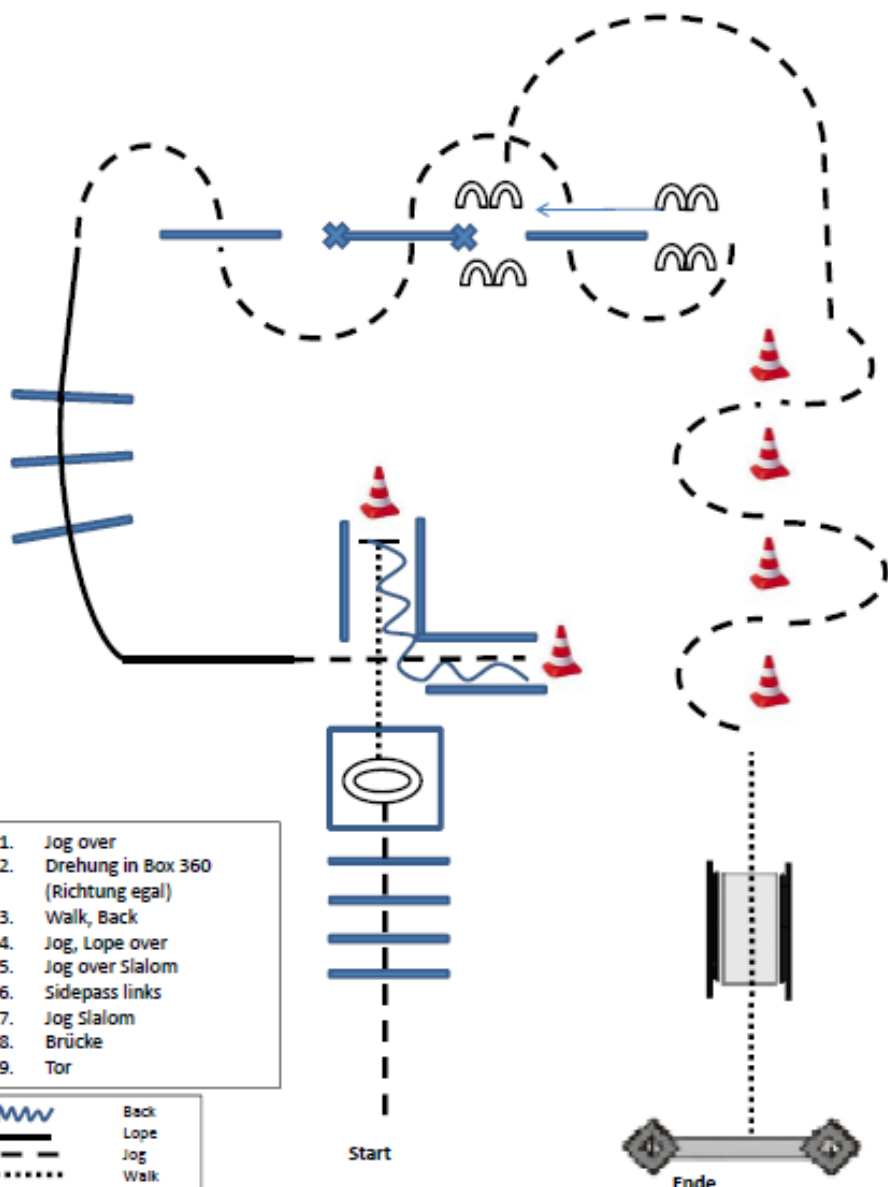 1. Jog over
2. Drehung in Box 360
(Richtung egal)
3. Walk, Back
4. Jog, Lope over
5. Jog over Slalom
6. Sidepass links
7. Jog Slalom
8. Brücke
9. Tor
Back
Lope
Jog
Walk
Start
Ende